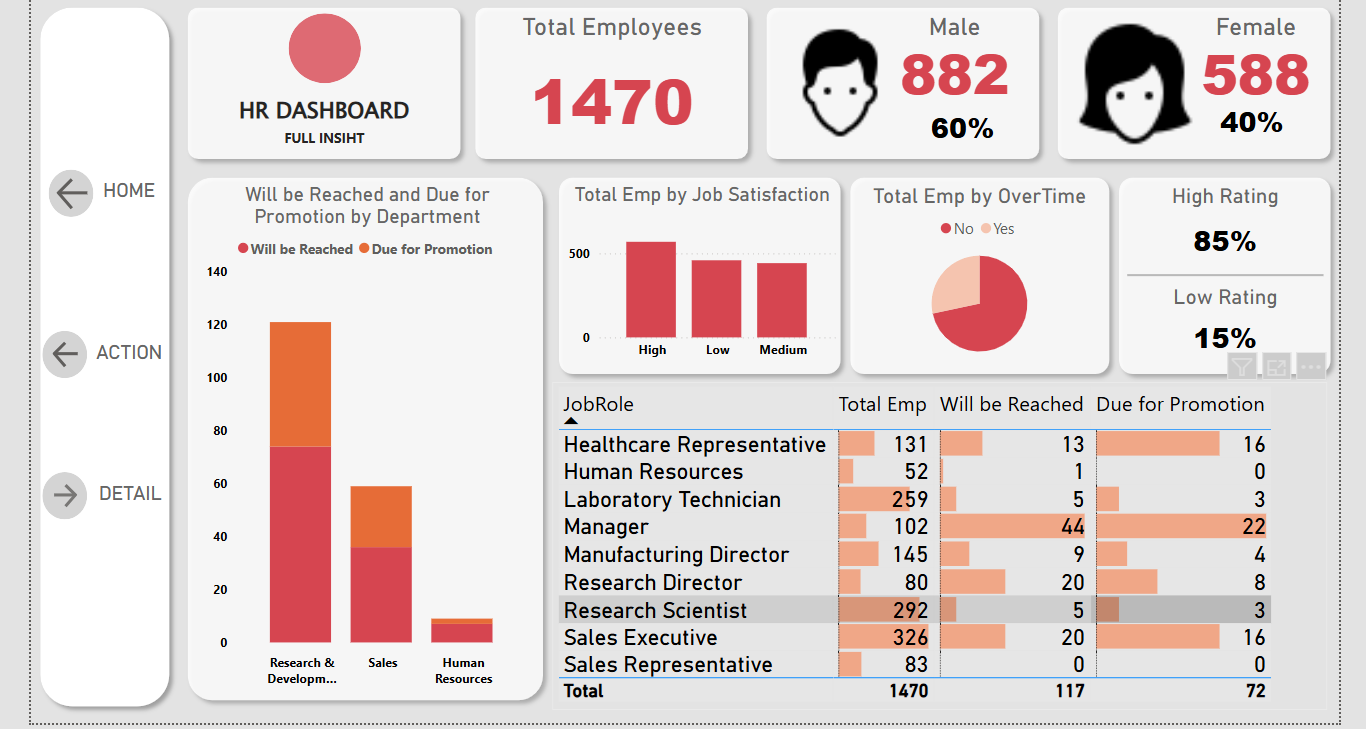 HR DASHBOARD
FULL INSIHT
Total Employees
1470
Male
882
60%
Female
588
40%
HOME
ACTION
DETAIL
Will be Reached and Due for
Promotion by Department
Will be Reached Due for Promotion
140
120
100
80
60
40
20
0
Research &
Developm...
Sales
Human
Resources
Total Emp by Job Satisfaction
500
0
High Low Medium
Total Emp by OverTime
No Yes
High Rating
85%
Low Rating
15%
JobRole Total Emp Will be Reached Due for Promotion
Healthcare Representative 131 13 16
Human Resources 52 1 0
Laboratory Technician 259 5 3
Manager 102 44 22
Manufacturing Director 145 9 4
Research Director 80 20 8
Research Scientist 292 5 3
Sales Executive 326 20 16
Sales Representative 83 0 0
Total 1470 117 72